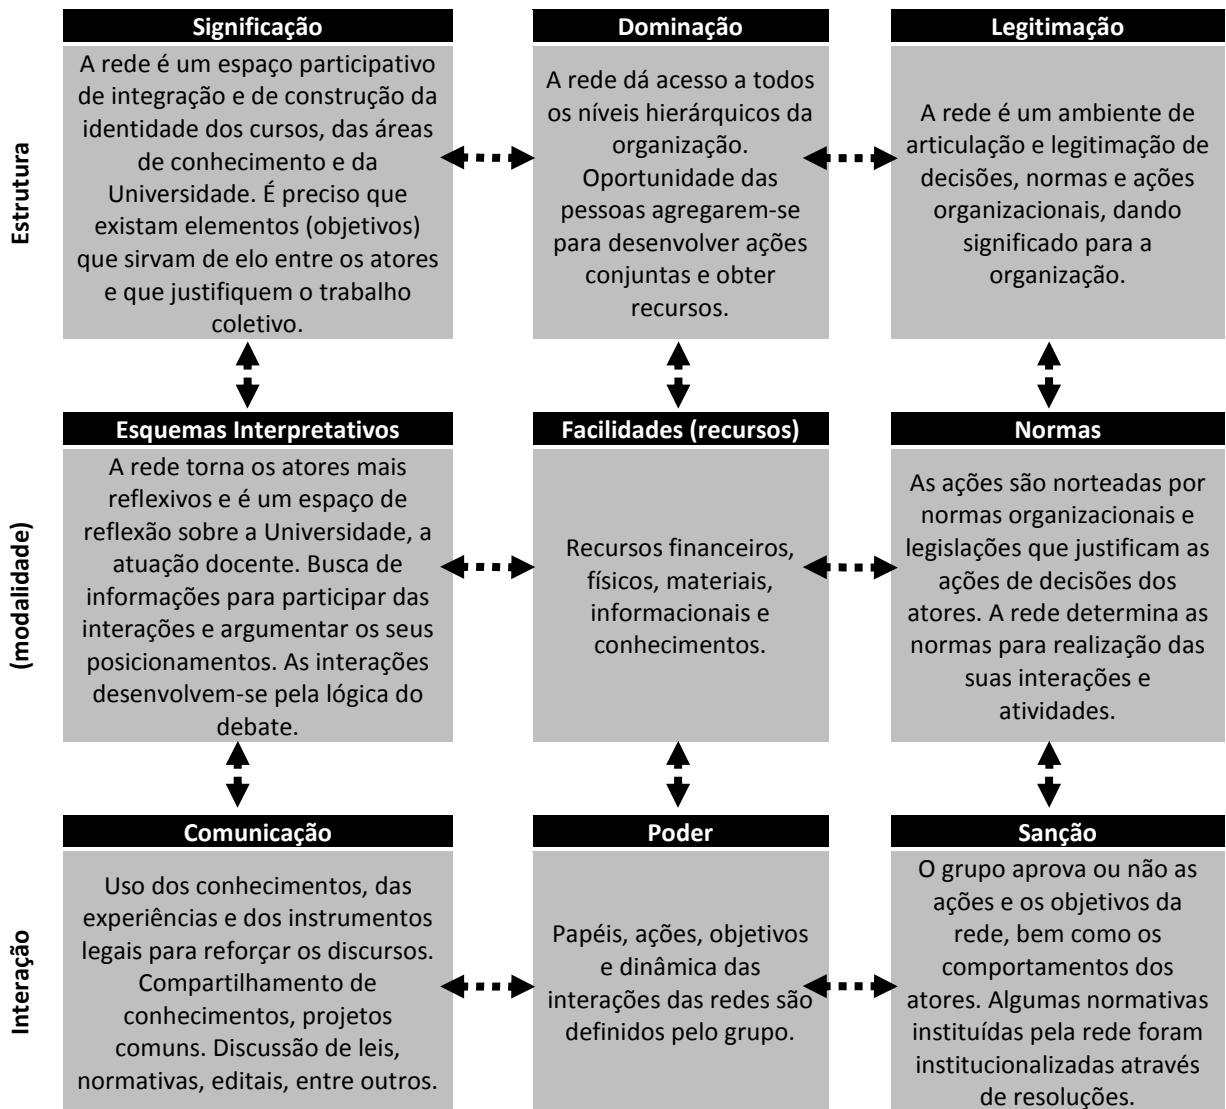 Estrutura
Significação
A rede é um espaço participativo
de integração e de construção da
identidade dos cursos, das áreas
de conhecimento e da
Universidade. É preciso que
existam elementos (objetivos)
que sirvam de elo entre os atores
e que justifiquem o trabalho
coletivo.
Dominação
A rede dá acesso a todos
os níveis hierárquicos da
organização.
Oportunidade das
pessoas agregarem-se
para desenvolver ações
conjuntas e obter
recursos.
Legitimação
A rede é um ambiente de
articulação e legitimação de
decisões, normas e ações
organizacionais, dando
significado para a
organização.
(modalidade)
Esquemas Interpretativos
A rede torna os atores mais
reflexivos e é um espaço de
reflexão sobre a Universidade, a
atuação docente. Busca de
informações para participar das
interações e argumentar os seus
posicionamentos. As interações
desenvolvem-se pela lógica do
debate.
Facilidades (recursos)
Recursos financeiros,
físicos, materiais,
informacionais e
conhecimentos.
Normas
As ações são norteadas por
normas organizacionais e
legislações que justificam as
ações de decisões dos
atores. A rede determina as
normas para realização das
suas interações e
atividades.
Interação
Comunicação
Uso dos conhecimentos, das
experiências e dos instrumentos
legais para reforçar os discursos.
Compartilhamento de
conhecimentos, projetos
comuns. Discussão de leis,
normativas, editais, entre outros.
Poder
Papéis, ações, objetivos
e dinâmica das
interações das redes são
definidos pelo grupo.
Sanção
O grupo aprova ou não as
ações e os objetivos da
rede, bem como os
comportamentos dos
atores. Algumas normativas
instituídas pela rede foram
institucionalizadas através
de resoluções.